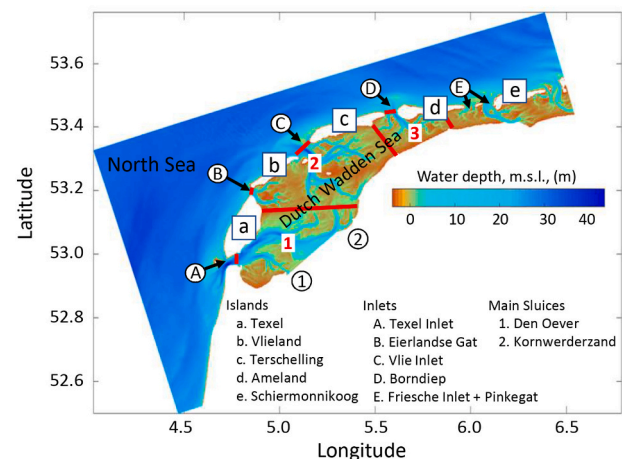 53.6
53.4
53.2
53.0
52.8
52.6
Latitude
North Sea
Dutch Wadden Sea
A
B
C
D
E
a
b
c
d
e
1
2
3
1
2
Water depth, m.s.l., (m)
0 10 20 30 40
Islands
a. Texel
b. Vlieland
c. Terschelling
d. Ameland
e. Schiermonnikoog
Inlets
A. Texel Inlet
B. Eierlandse Gat
C. Vlie Inlet
D. Borndiep
E. Friesche Inlet + Pinkegat
Main Sluices
1. Den Oever
2. Kornwerderzand
4.5 5.0 5.5 6.0 6.5
Longitude